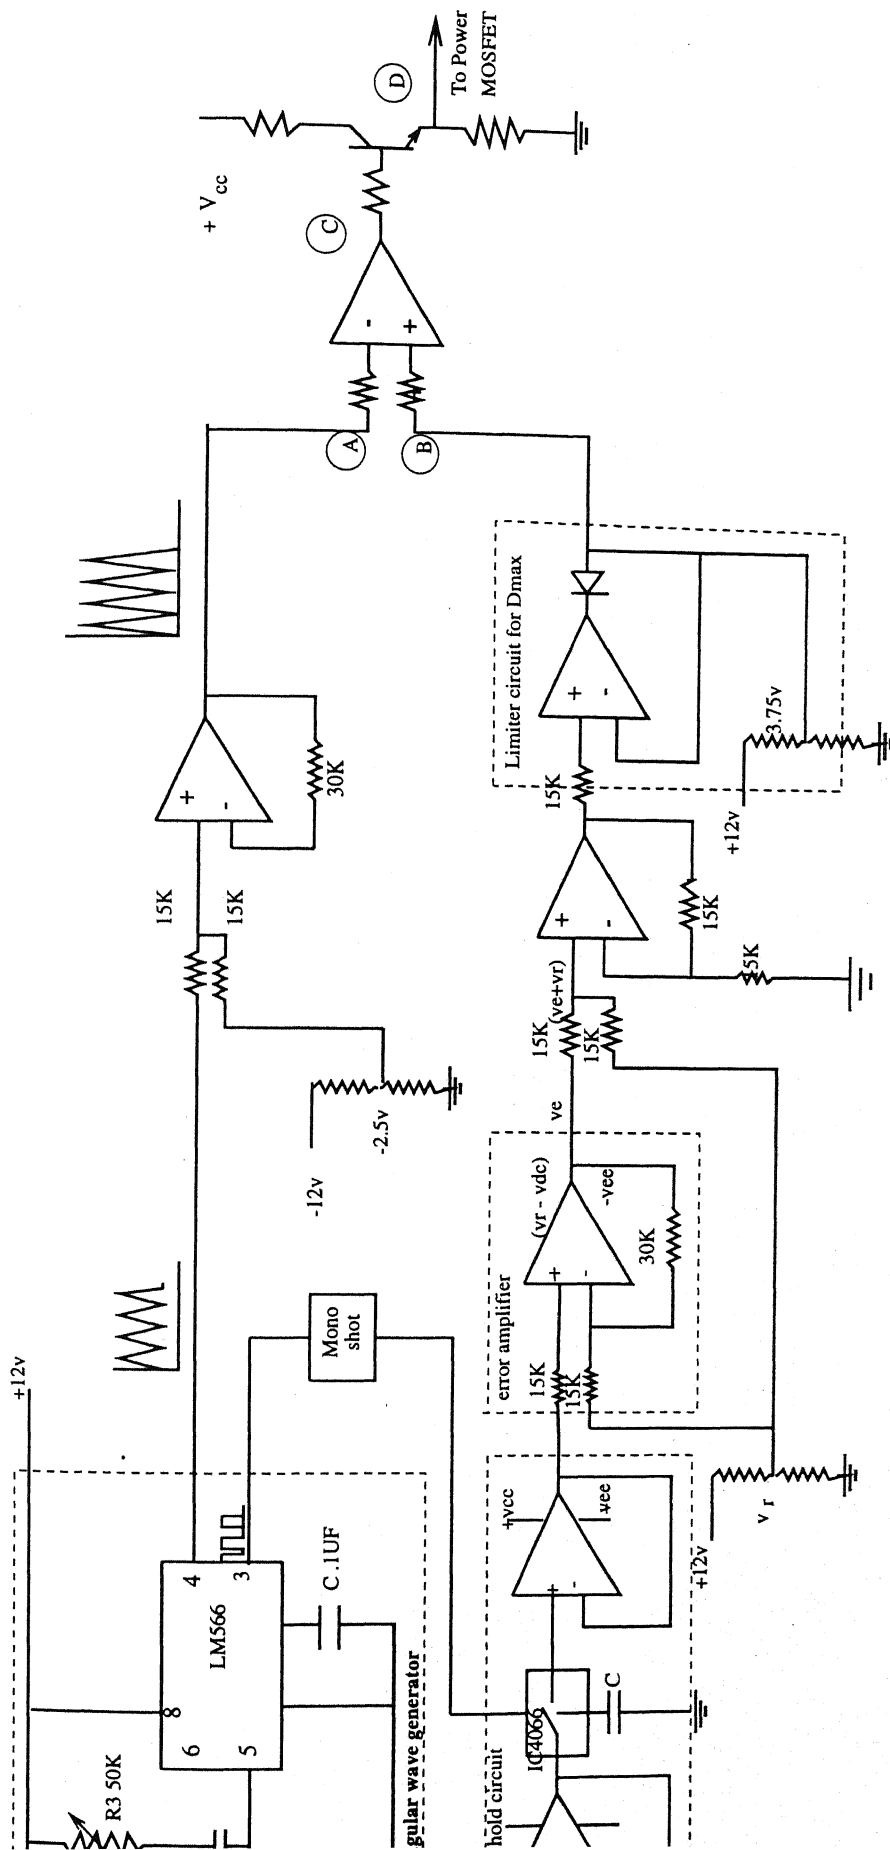 To Power
MOSFET
D
+ Vcc
C
-
+
A
B
Limiter circuit for Dmax
+
-
3.75v
+12v
15K
+
-
30K
15K
15K
+
-
15K
(ve+vr)
15K
15K
ve
-2.5v
-12v
(vr - vdc)
-vee
+
-
30K
error amplifier
15K
15K
Mono
shot
+12v
+vcc
vee
+
-
+12v
vr
4
3
LM566
C .1UF
8
6
5
R3 50K
gular wave generator
IC4066
C
hold circuit